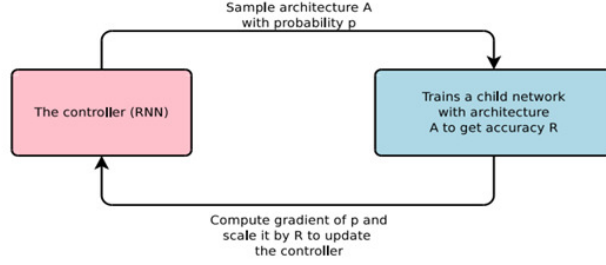 Sample architecture A
with probability p
The controller (RNN)
Trains a child network
with architecture
A to get accuracy R
Compute gradient of p and
scale it by R to update
the controller